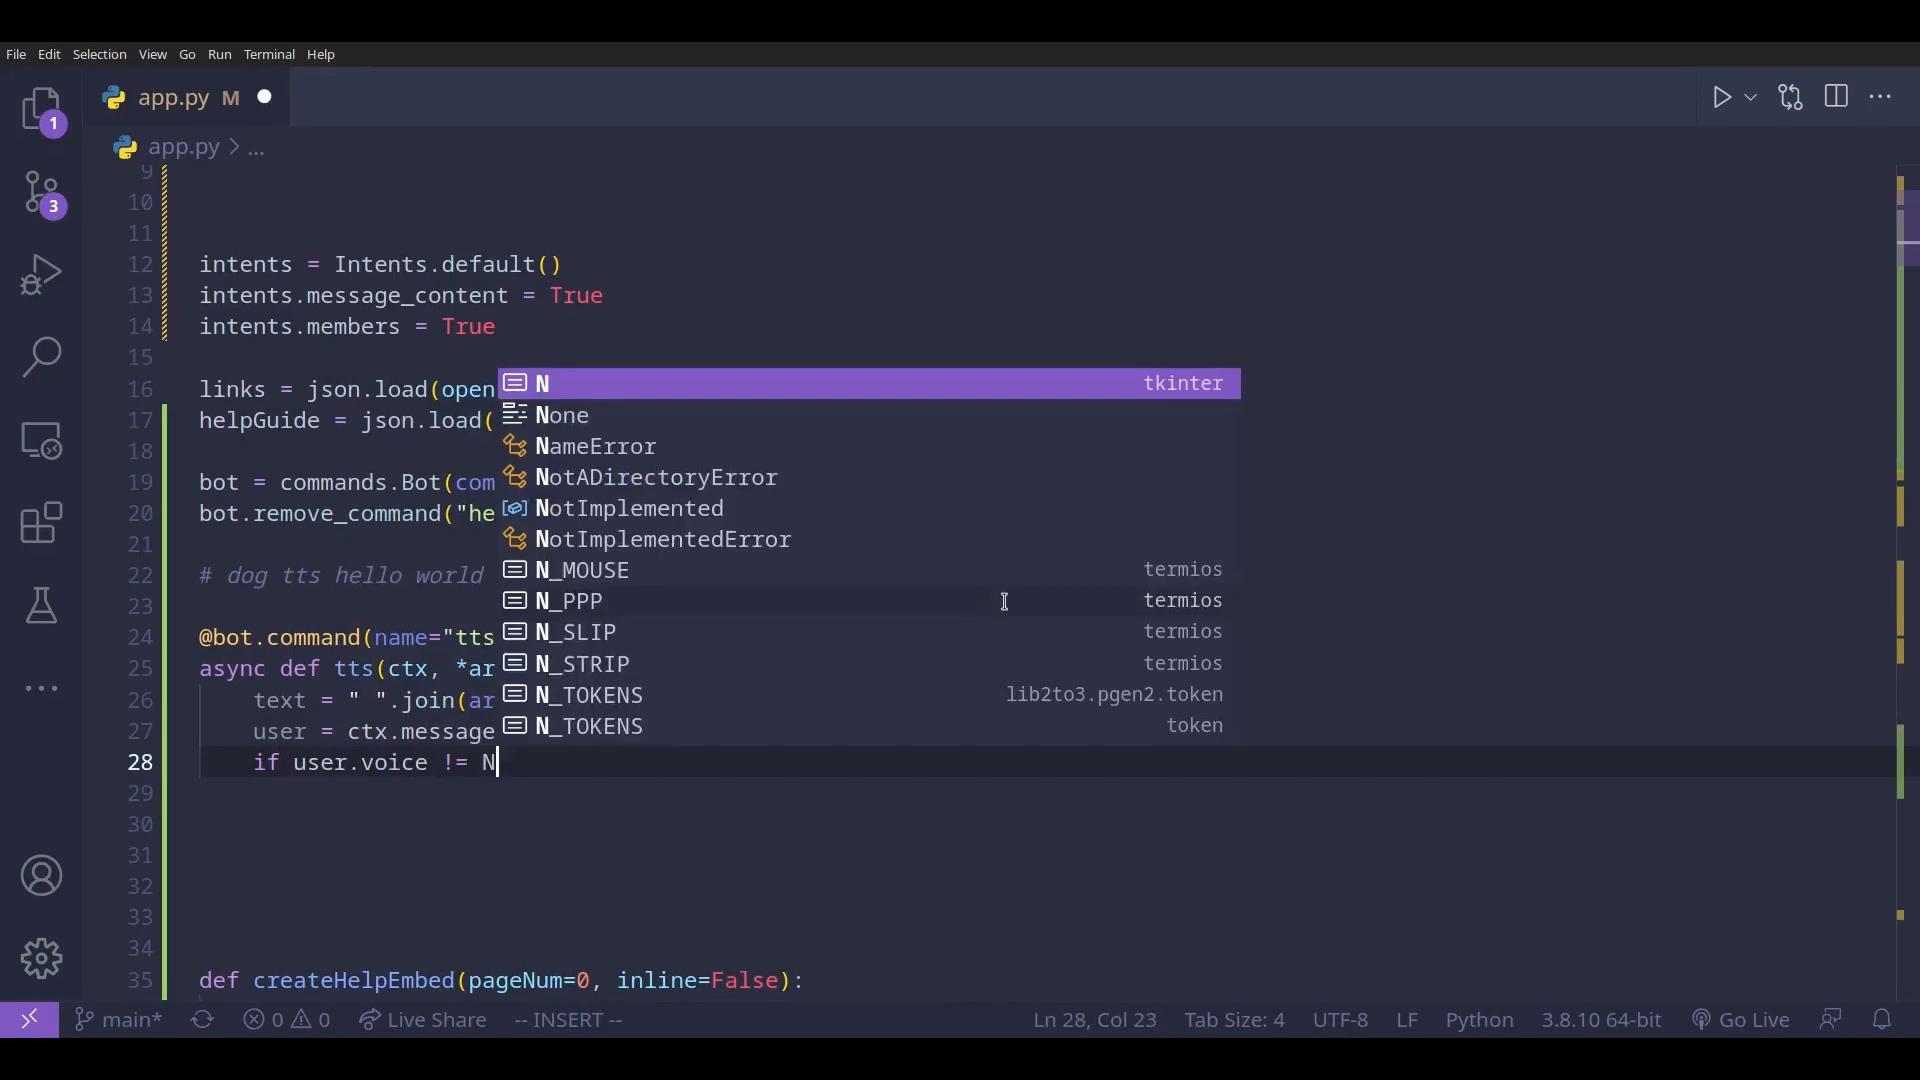 File Edit Selection View Go Run Terminal Help
1
app.py M
app.py > ...
9
10
3
11
12 intents = Intents.default()
13 intents.message_content = True
14 intents.members = True
15
N tkinter
16 links = json.load(open
None
17 helpGuide = json.load(
18
NameError
19 bot = commands.Bot(com
NotADirectoryError
20 bot.remove_command("he
NotImplemented
21
NotImplementedError
22 # dog tts hello world
N_MOUSE termios
23
N_PPP termios
24 @bot.command(name="tts
N_SLIP termios
25 async def tts(ctx, *ar
N_STRIP termios
26 text = " ".join(ar
N_TOKENS lib2to3.pgen2.token
27 user = ctx.message
N_TOKENS token
28 if user.voice != N
29
30
31
32
33
34
35 def createHelpEmbed(pageNum=0, inline=False):
main* 0 0 Live Share -- INSERT -- Ln 28, Col 23 Tab Size: 4 UTF-8 LF Python 3.8.10 64-bit Go Live